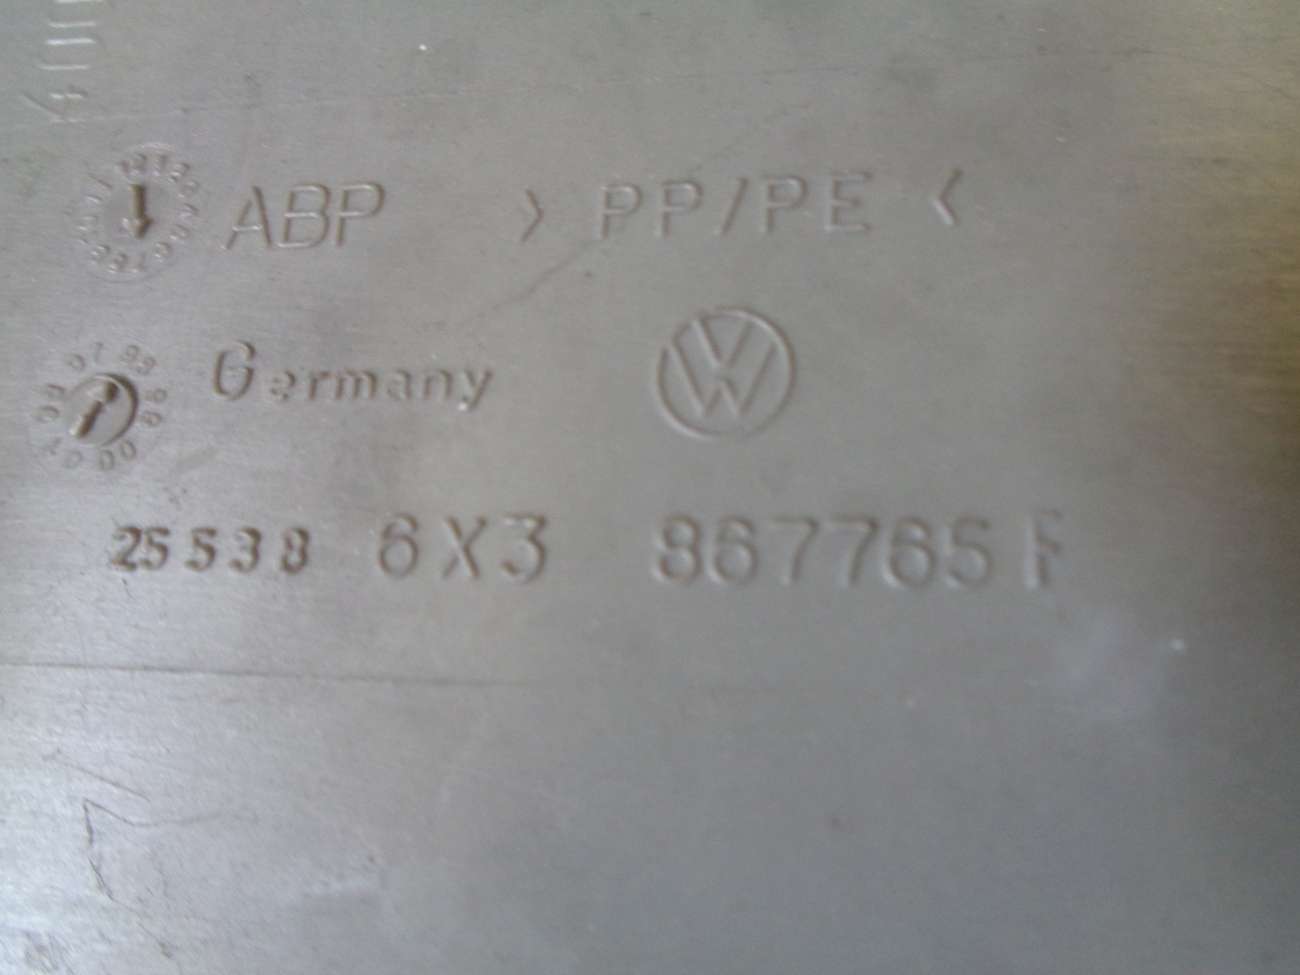 ABP > PP/PE <
Germany
25538 6X3 867765 F